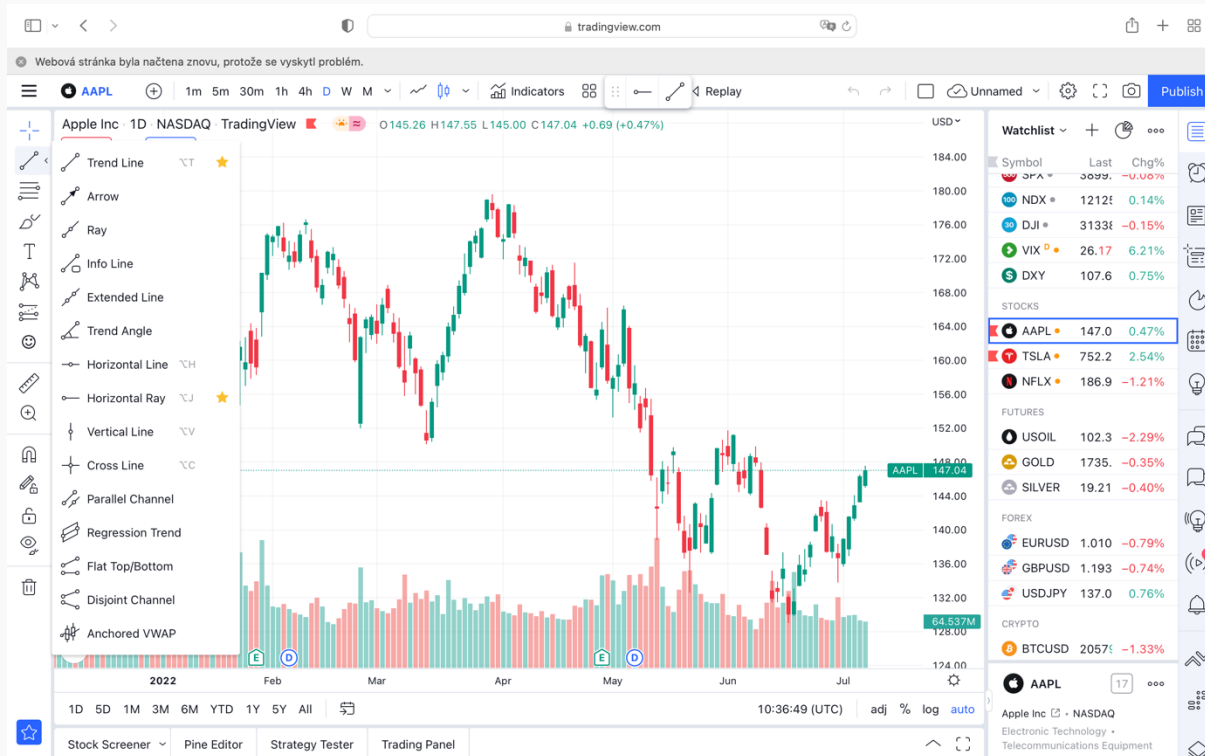 tradingview.com
Webová stránka byla načtena znovu, protože se vyskytl problém.
AAPL 1m 5m 30m 1h 4h D W M Indicators Replay Unnamed Publish
Apple Inc · 1D · NASDAQ · TradingView O145.26 H147.55 L145.00 C147.04 +0.69 (+0.47%)
USD
Trend Line ⌥T
Arrow
Ray
Info Line
Extended Line
Trend Angle
Horizontal Line ⌥H
Horizontal Ray ⌥J
Vertical Line ⌥V
Cross Line ⌥C
Parallel Channel
Regression Trend
Flat Top/Bottom
Disjoint Channel
Anchored VWAP
184.00
180.00
176.00
172.00
168.00
164.00
160.00
156.00
152.00
148.00
AAPL 147.04
144.00
140.00
136.00
132.00
64.537M
128.00
124.00
E D E D
2022 Feb Mar Apr May Jun Jul
1D 5D 1M 3M 6M YTD 1Y 5Y All 10:36:49 (UTC) adj % log auto
Stock Screener Pine Editor Strategy Tester Trading Panel
Watchlist
Symbol Last Chg%
SPX 3899. −0.08%
NDX 1212 0.14%
DJI 3133 −0.15%
VIX D 26.17 6.21%
DXY 107.6 0.75%
STOCKS
AAPL 147.0 0.47%
TSLA 752.2 2.54%
NFLX 186.9 −1.21%
FUTURES
USOIL 102.3 −2.29%
GOLD 1735. −0.35%
SILVER 19.21 −0.40%
FOREX
EURUSD 1.010 −0.79%
GBPUSD 1.193 −0.74%
USDJPY 137.0 0.76%
CRYPTO
BTCUSD 2057 −1.33%
AAPL 17
Apple Inc • NASDAQ
Electronic Technology •
Telecommunications Equipment